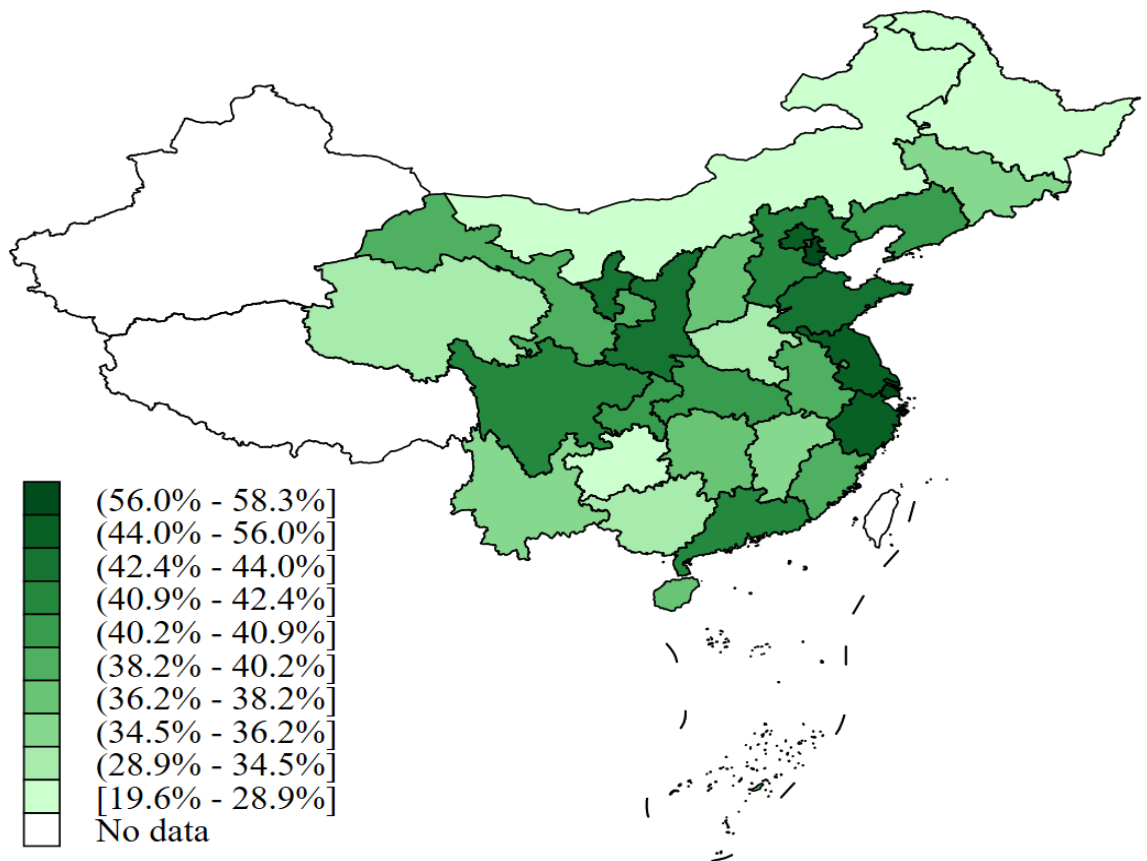 (56.0% - 58.3%]
(44.0% - 56.0%]
(42.4% - 44.0%]
(40.9% - 42.4%]
(40.2% - 40.9%]
(38.2% - 40.2%]
(36.2% - 38.2%]
(34.5% - 36.2%]
(28.9% - 34.5%]
[19.6% - 28.9%]
No data